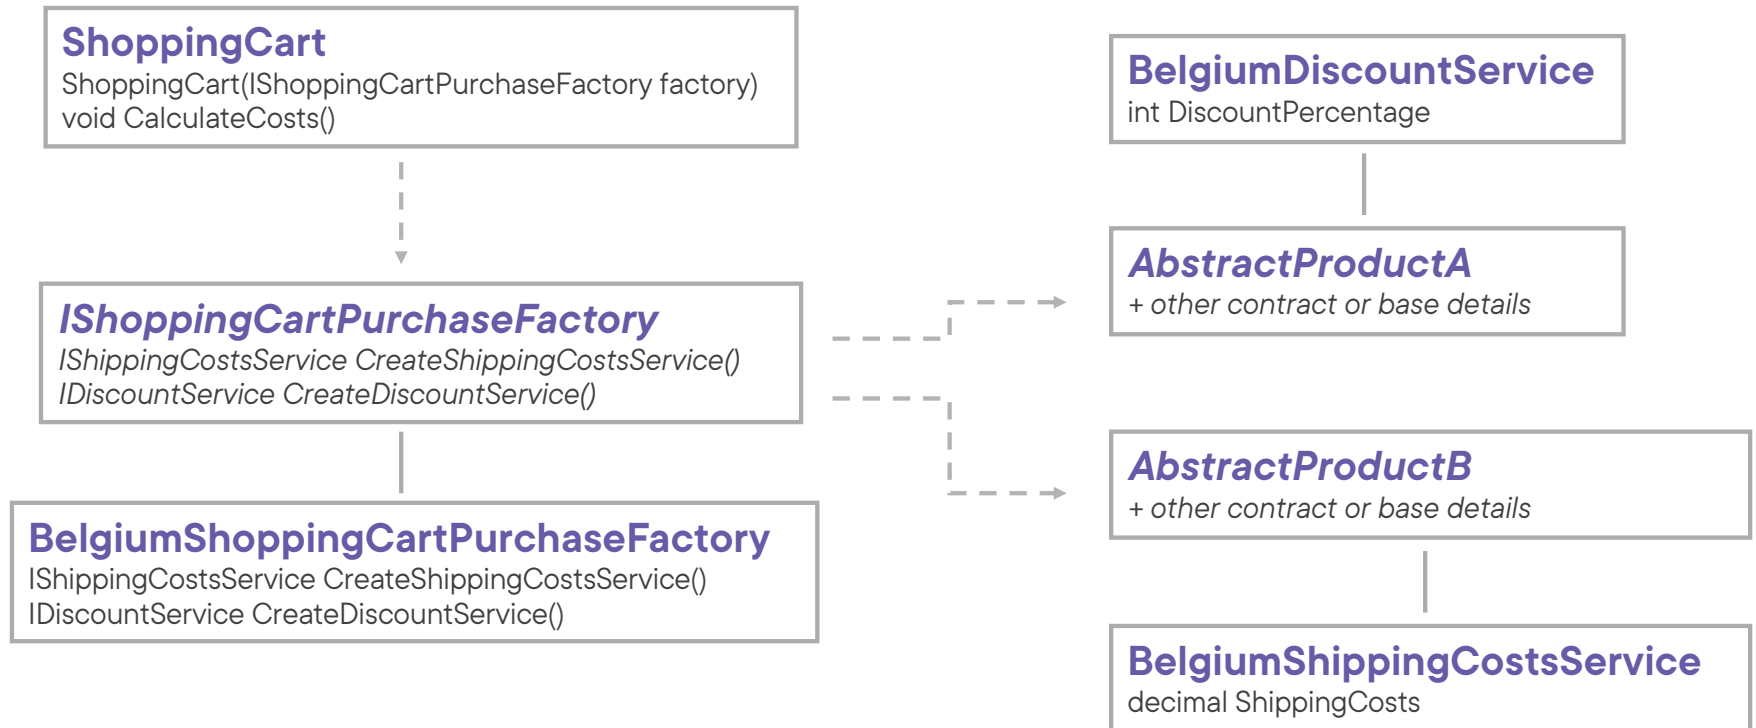 ShoppingCart
ShoppingCart(IShoppingCartPurchaseFactory factory)
void CalculateCosts()
IShoppingCartPurchaseFactory
IShippingCostsService CreateShippingCostsService()
IDiscountService CreateDiscountService()
BelgiumShoppingCartPurchaseFactory
IShippingCostsService CreateShippingCostsService()
IDiscountService CreateDiscountService()
BelgiumDiscountService
int DiscountPercentage
AbstractProductA
+ other contract or base details
AbstractProductB
+ other contract or base details
BelgiumShippingCostsService
decimal ShippingCosts